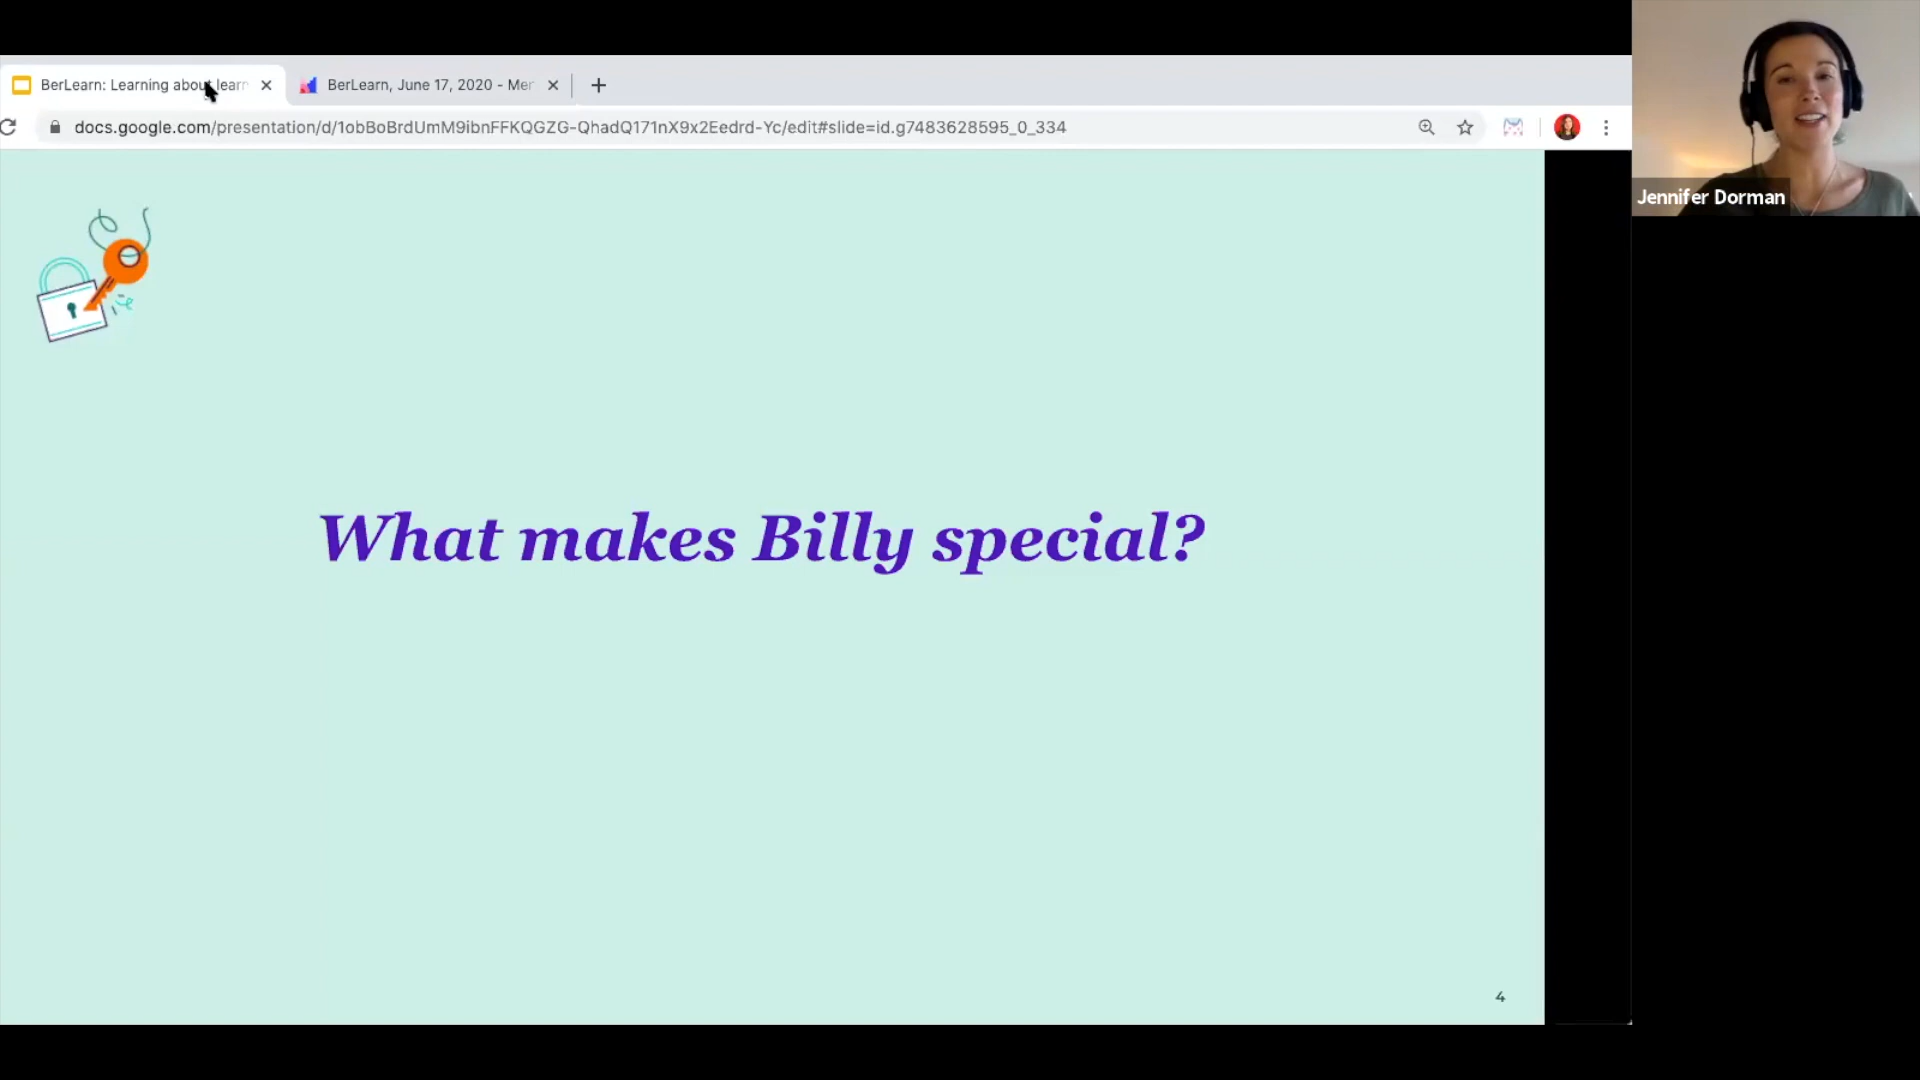 BerLearn: Learning about learn
BerLearn, June 17, 2020 - Mer
docs.google.com/presentation/d/1obBoBrdUmM9ibnFFKQGZG-QhadQ171nX9x2Eedrd-Yc/edit#slide=id.g7483628595_0_334
Jennifer Dorman
What makes Billy special?
4